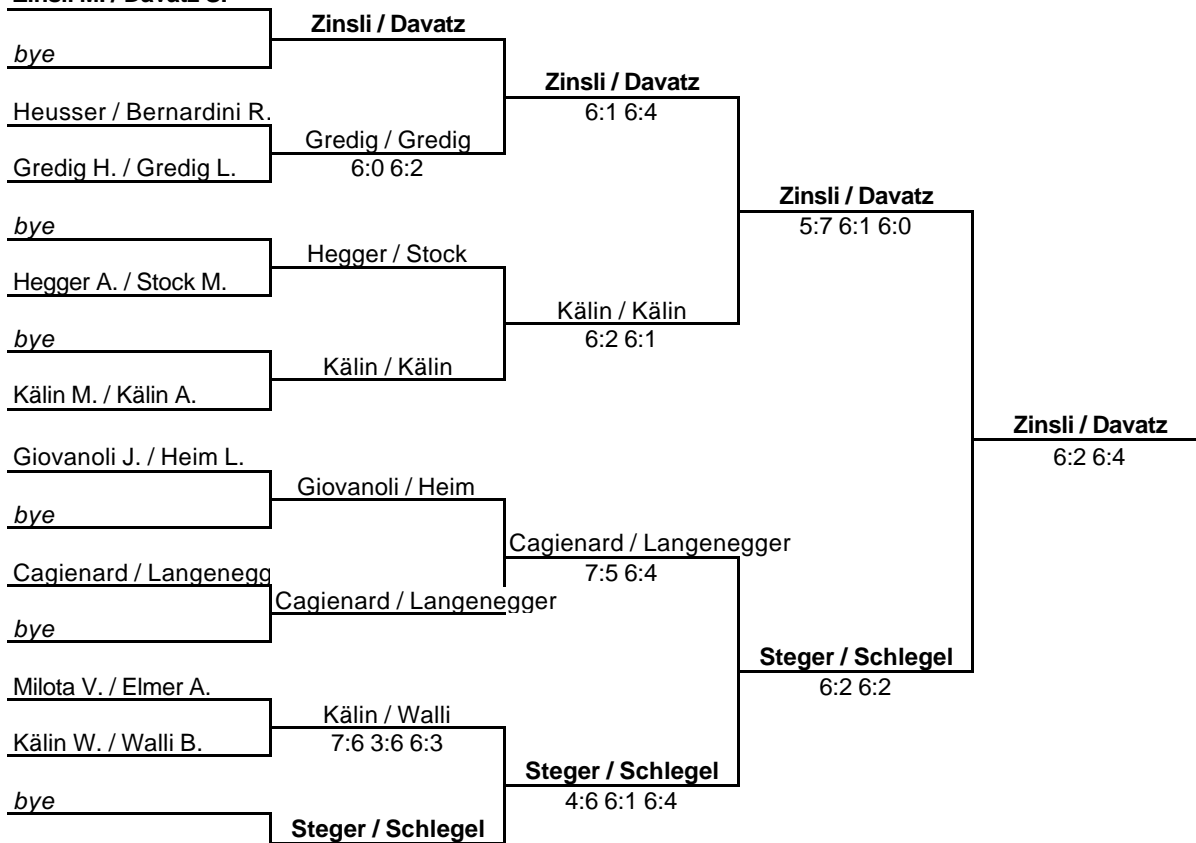 Zinsli M. / Davatz S.
Zinsli / Davatz
bye
Zinsli / Davatz
Heusser / Bernardini R.
6:1 6:4
Gredig / Gredig
Gredig H. / Gredig L.
6:0 6:2
Zinsli / Davatz
bye
5:7 6:1 6:0
Hegger / Stock
Hegger A. / Stock M.
Kälin / Kälin
bye
6:2 6:1
Kälin / Kälin
Kälin M. / Kälin A.
Zinsli / Davatz
Giovanoli J. / Heim L.
6:2 6:4
Giovanoli / Heim
bye
Cagienard / Langenegger
Cagienard / Langenegg
7:5 6:4
Cagienard / Langenegger
bye
Steger / Schlegel
Milota V. / Elmer A.
6:2 6:2
Kälin / Walli
Kälin W. / Walli B.
7:6 3:6 6:3
Steger / Schlegel
bye
4:6 6:1 6:4
Steger / Schlegel